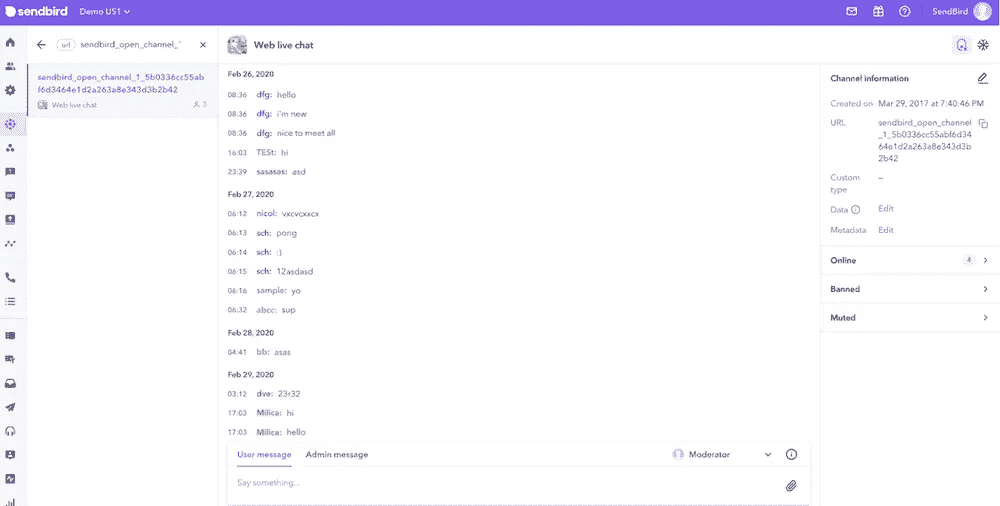 sendbird
Demo US1
SendBird
url sendbird_open_channel_'
sendbird_open_channel_1_5b0336cc55ab
f6d3464e1d2a263a8e343d3b2b42
Web live chat
3
Web live chat
Feb 26, 2020
08:36 dfg: hello
08:36 dfg: i'm new
08:36 dfg: nice to meet all
16:03 TESt: hi
23:39 sasasas: asd
Feb 27, 2020
06:12 nicol: vxcvcxxcx
06:13 sch: pong
06:14 sch: :)
06:15 sch: 12asdasd
06:16 sample: yo
06:32 abcc: sup
Feb 28, 2020
04:41 bb: asas
Feb 29, 2020
03:12 dve: 23r32
17:03 Milica: hi
17:03 Milica: hello
User message
Admin message
Moderator
Say something...
Channel information
Created on Mar 29, 2017 at 7:40:46 PM
URL sendbird_open_channel
_1_5b0336cc55abf6d34
64e1d2a263a8e343d3b
2b42
Custom
type –
Data Edit
Metadata Edit
Online 4
Banned
Muted